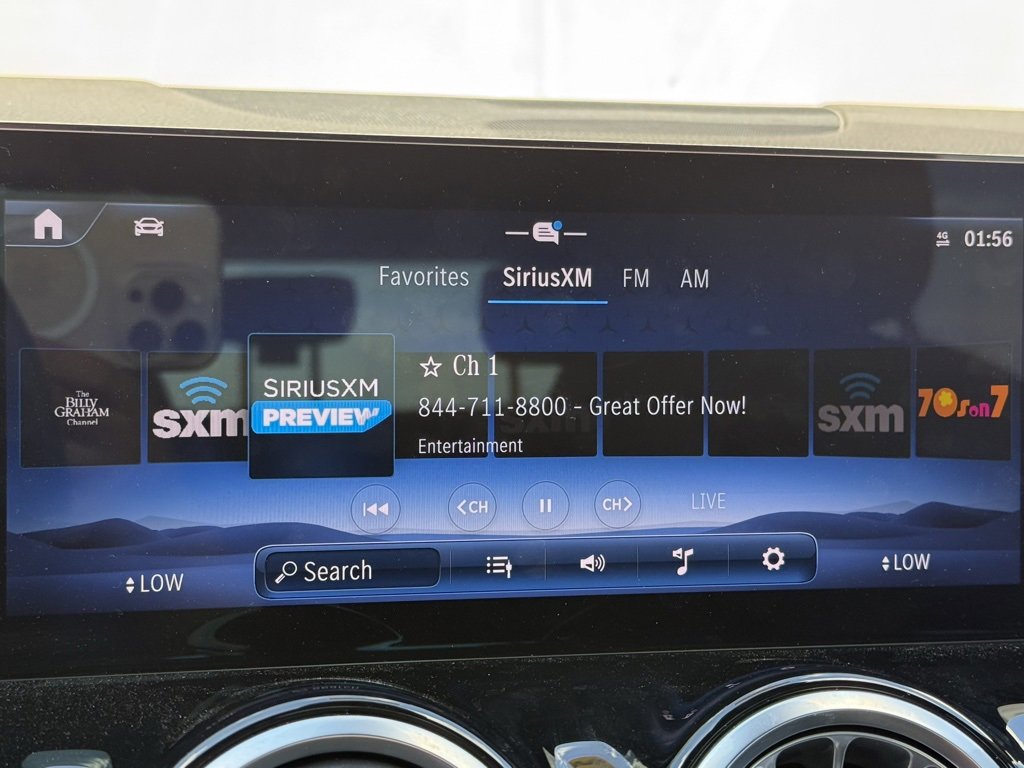 4G
01:56
Favorites SiriusXM FM AM
The
BILLY
GRAHAM
Channel
sxm
SIRIUSXM
PREVIEW
Ch 1
844-711-8800 - Great Offer Now!
Entertainment
sxm
70s on 7
CH
CH
LIVE
LOW
Search
LOW